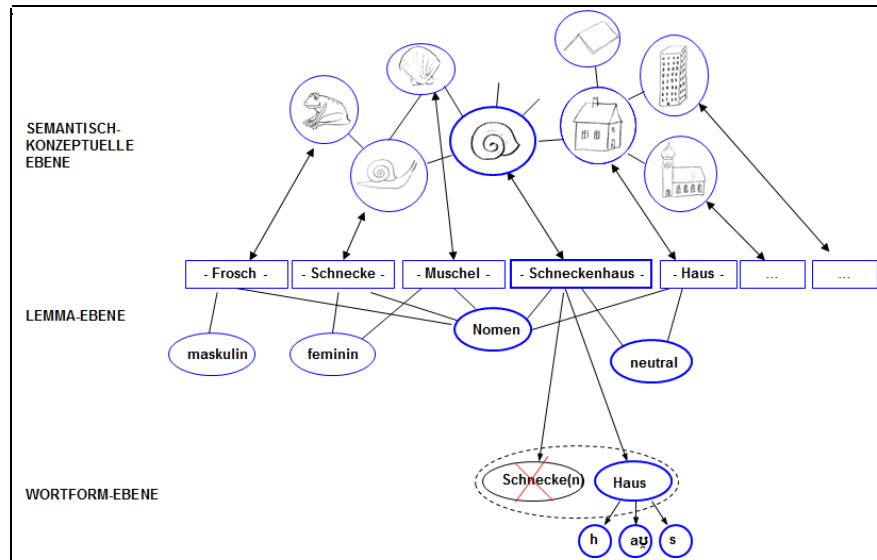 SEMANTISCH-
KONZEPTUELLE
EBENE
- Frosch -
- Schnecke -
- Muschel -
- Schneckenhaus -
- Haus -
...
...
LEMMA-EBENE
maskulin
feminin
Nomen
neutral
WORTFORM-EBENE
Schnecke(n)
Haus
h
aʊ̯
s